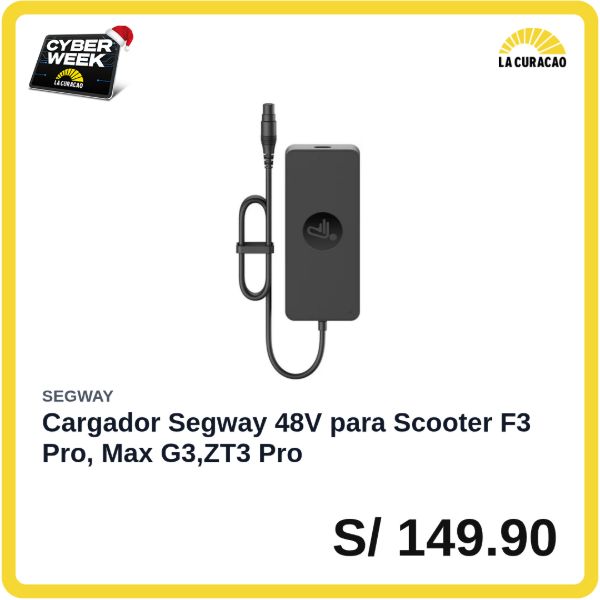 CYBER
WEEK
LA CURACAO
LA CURACAO
SEGWAY
Cargador Segway 48V para Scooter F3
Pro, Max G3,ZT3 Pro
S/ 149.90